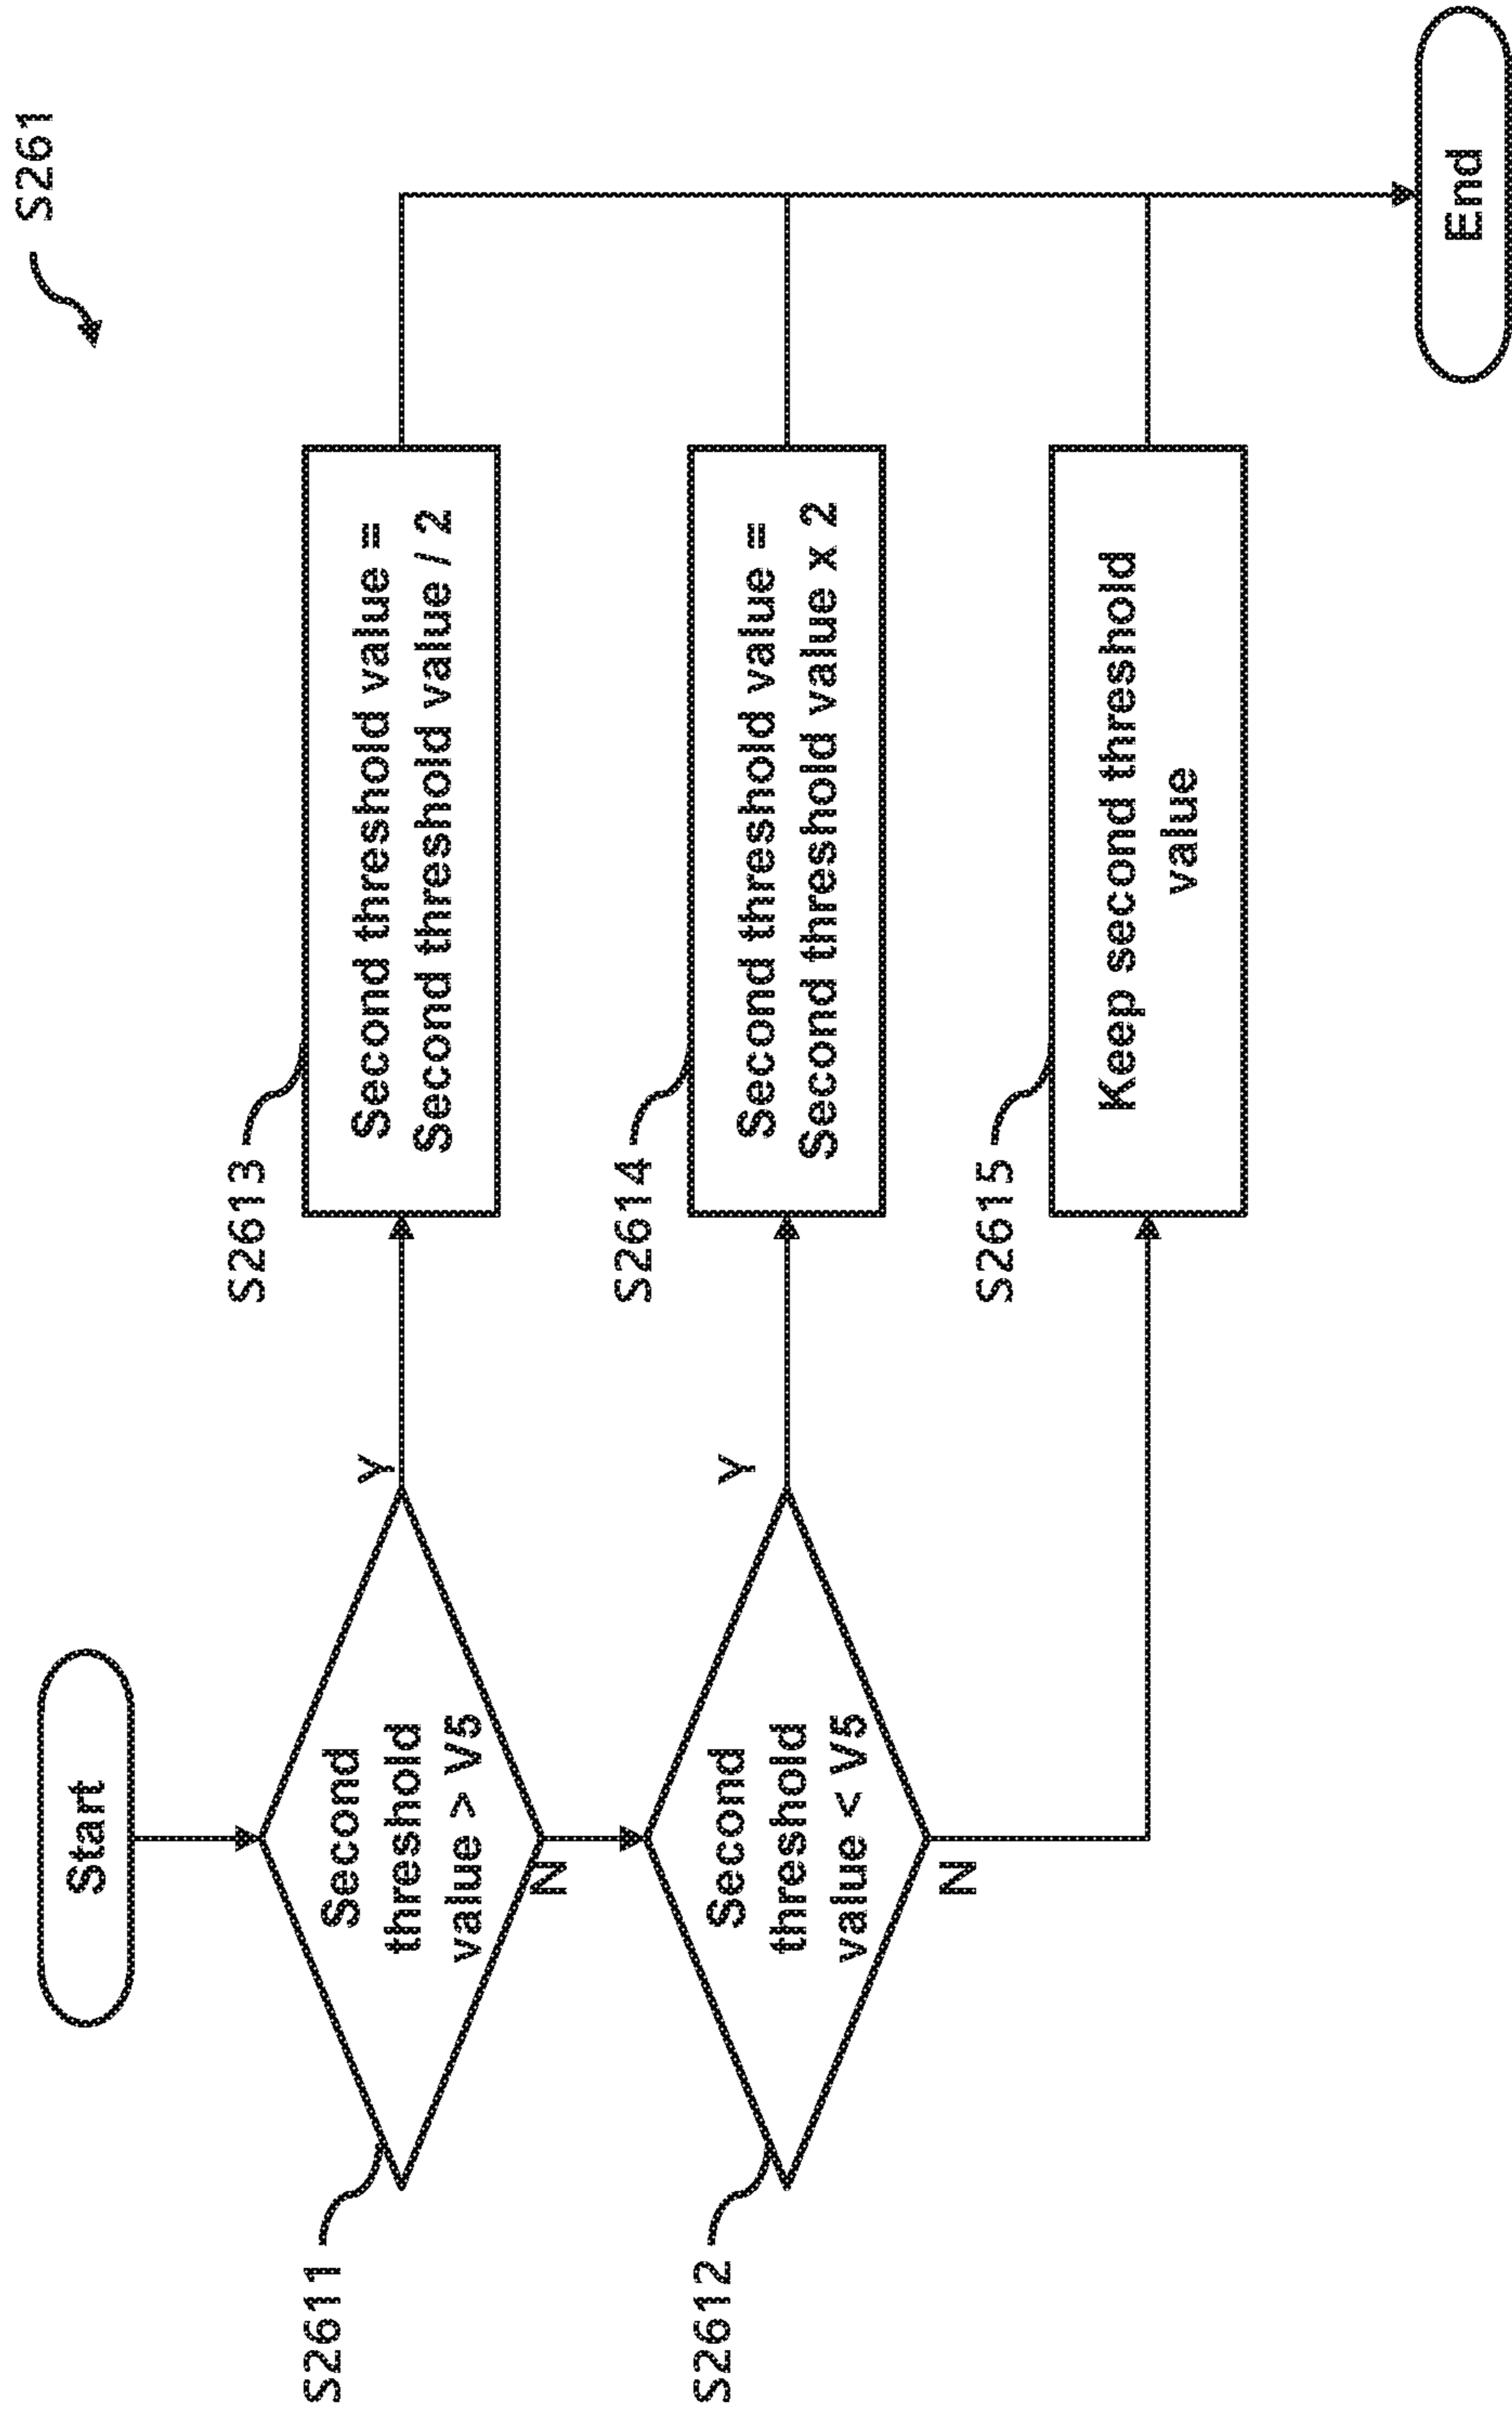 S261
Start
S2611
Second
threshold
value > V5
Y
N
S2613
Second threshold value =
Second threshold value / 2
S2612
Second
threshold
value < V5
Y
N
S2614
Second threshold value =
Second threshold value x 2
S2615
Keep second threshold
value
End